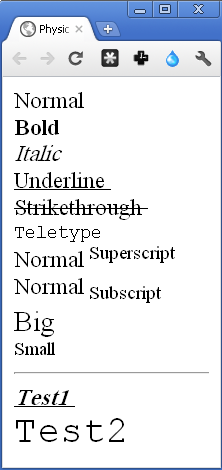 Physic
Normal
Bold
Italic
Underline
Strikethrough
Teletype
Normal Superscript
Normal Subscript
Big
Small
Test1
Test2